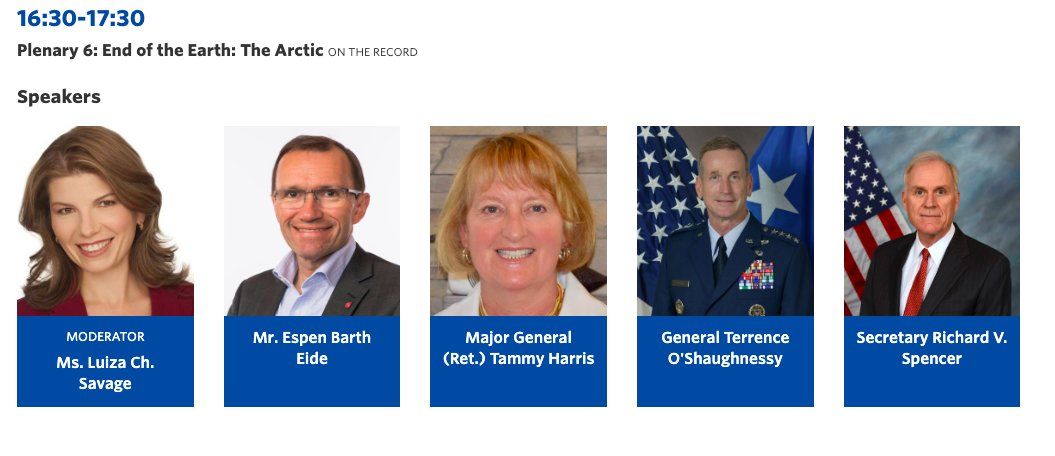 16:30-17:30
Plenary 6: End of the Earth: The Arctic ON THE RECORD
Speakers
MODERATOR
Ms. Luiza Ch.
Savage
Mr. Espen Barth
Eide
Major General
(Ret.) Tammy Harris
General Terrence
O'Shaughnessy
Secretary Richard V.
Spencer